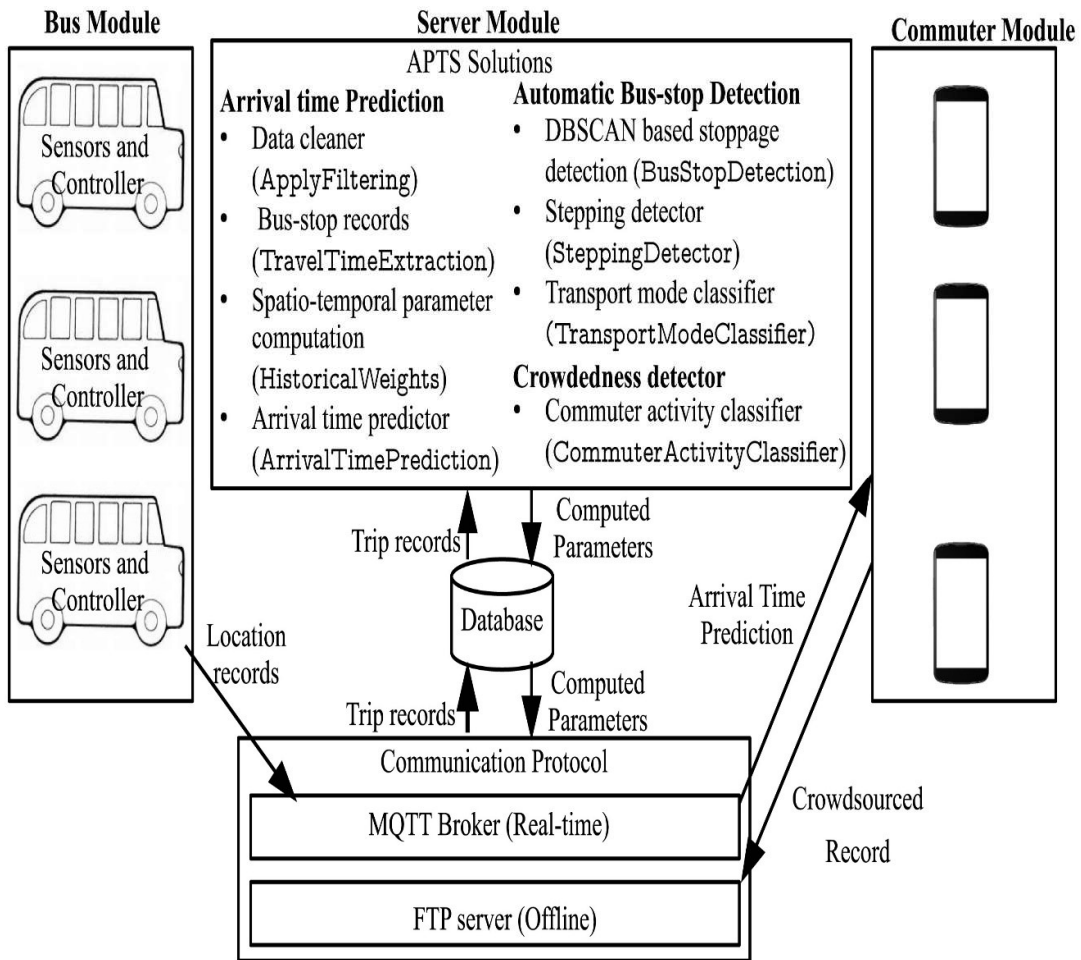 Bus Module
Sensors and
Controller
Sensors and
Controller
Sensors and
Controller
Server Module
APTS Solutions
Arrival time Prediction
• Data cleaner
(ApplyFiltering)
• Bus-stop records
(TravelTimeExtraction)
• Spatio-temporal parameter
computation
(HistoricalWeights)
• Arrival time predictor
(ArrivalTimePrediction)
Automatic Bus-stop Detection
• DBSCAN based stoppage
detection (BusStopDetection)
• Stepping detector
(SteppingDetector)
• Transport mode classifier
(TransportModeClassifier)
Crowdedness detector
• Commuter activity classifier
(CommuterActivityClassifier)
Commuter Module
Trip records
Computed
Parameters
Database
Location
records
Trip records
Computed
Parameters
Arrival Time
Prediction
Communication Protocol
MQTT Broker (Real-time)
FTP server (Offline)
Crowdsourced
Record